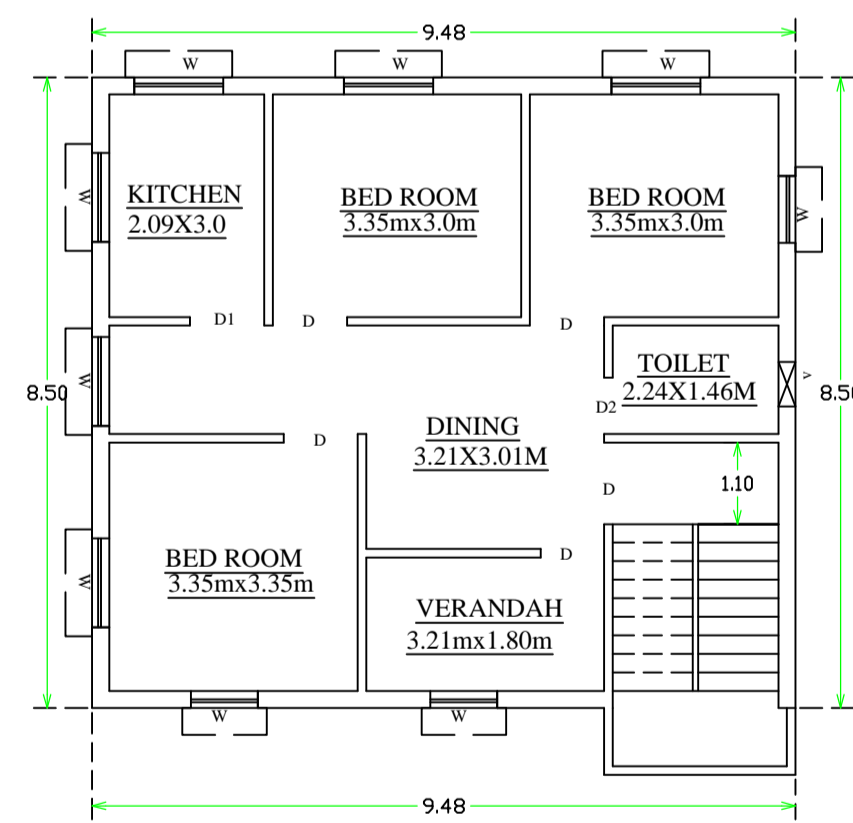 9.48
W
W
W
W
KITCHEN
2.09X3.0
BED ROOM
3.35mx3.0m
BED ROOM
3.35mx3.0m
W
D1
D
D
TOILET
2.24X1.46M
v
W
8.50
8.50
D2
DINING
3.21X3.01M
D
D
1.10
BED ROOM
3.35mx3.35m
D
W
VERANDAH
3.21mx1.80m
W
W
9.48